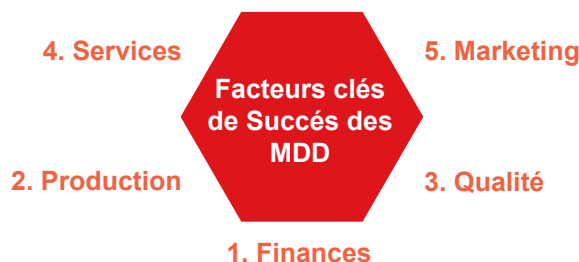 4. Services
5. Marketing
Facteurs clés
de Succés des
MDD
2. Production
3. Qualité
1. Finances